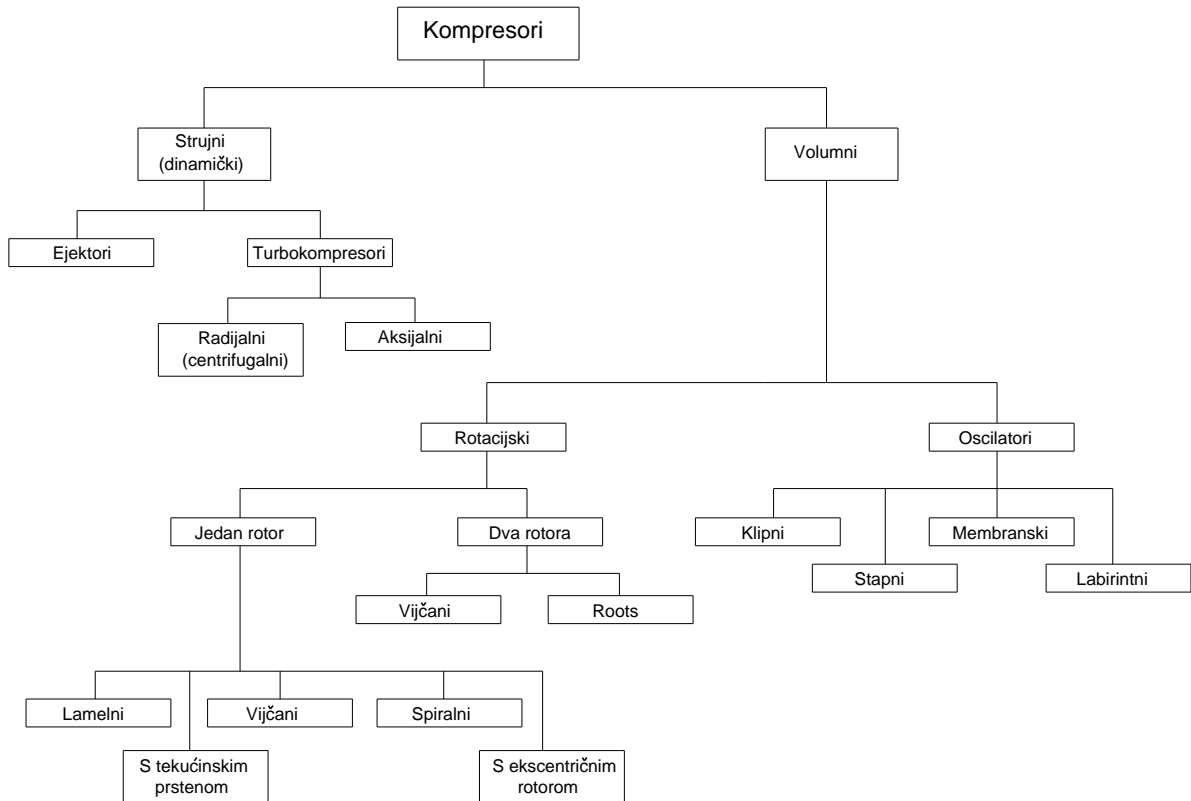 Kompresori
Strujni
(dinamički)
Volumni
Ejektori
Turbokompresori
Radijalni
(centrifugalni)
Aksijalni
Rotacijski
Oscilatori
Jedan rotor
Dva rotora
Klipni
Membranski
Stapni
Labirintni
Vijčani
Roots
Lamelni
Vijčani
Spiralni
S tekućinskim
prstenom
S ekscentričnim
rotorom